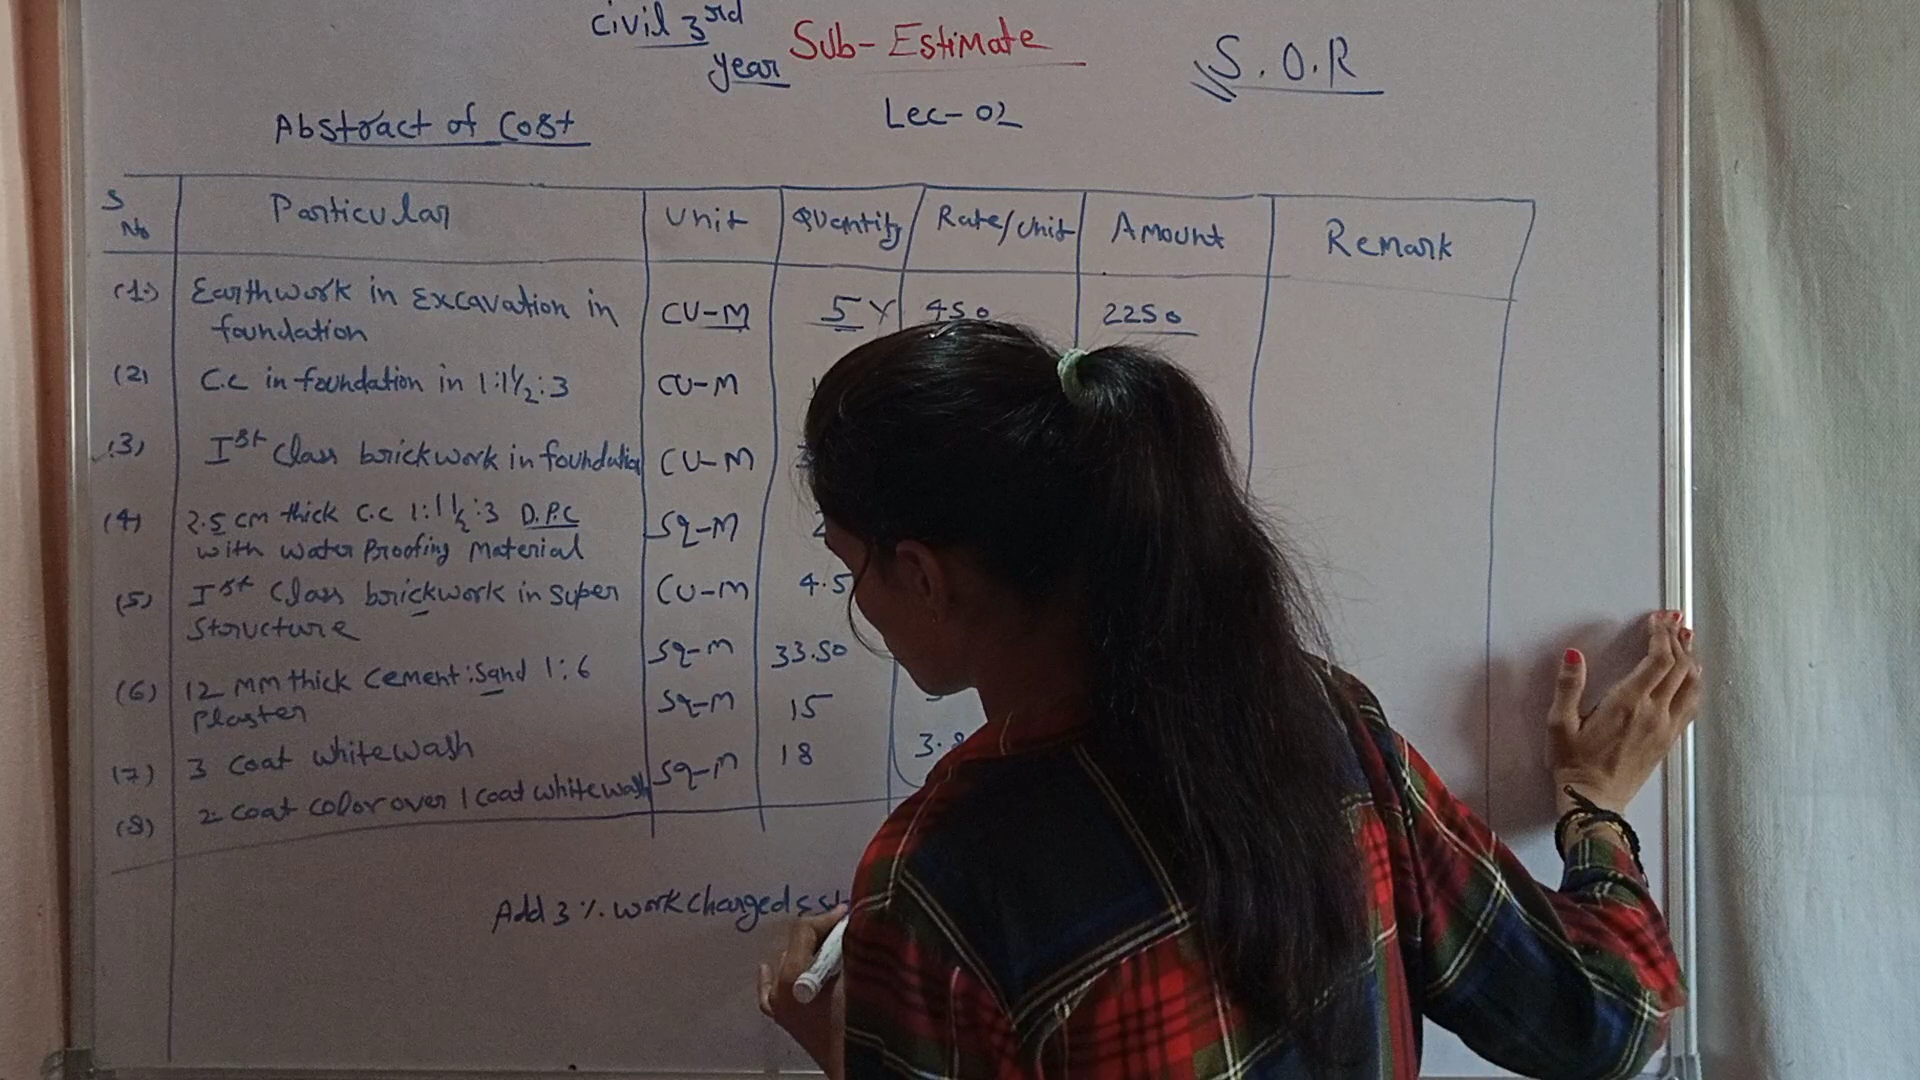 Civil 3rd year
Sub-Estimate
S.O.R
Lec-02
Abstract of Cost
S No Particular Unit Quantity Rate/Unit Amount Remark
(1.) Earthwork in Excavation in foundation CU-M 5 X 450 2250
(2) C.C in foundation in 1:1½:3 CU-M
(3) Ist Class brickwork in foundation CU-M
(4) 2.5 cm thick C.C 1:1½:3 D.P.C with Water Proofing Material Sq-M
(5) Ist Class brickwork in super Structure CU-M 4.5
(6) 12 mm thick Cement:Sand 1:6 Plaster Sq-M 33.50
(7) 3 Coat whitewash Sq-M 15
(8) 2 Coat color over 1 Coat whitewash Sq-M 18
Add 3 % work charged